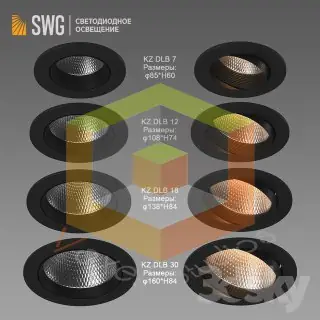 SWG
СВЕТОДИОДНОЕ
ОСВЕЩЕНИЕ
KZ DLB 7
Размеры:
φ85*H60
KZ DLB 12
Размеры:
φ108*H74
KZ DLB 18
Размеры:
φ138*H84
KZ DLB 30
Размеры:
φ160*H84
3dsky